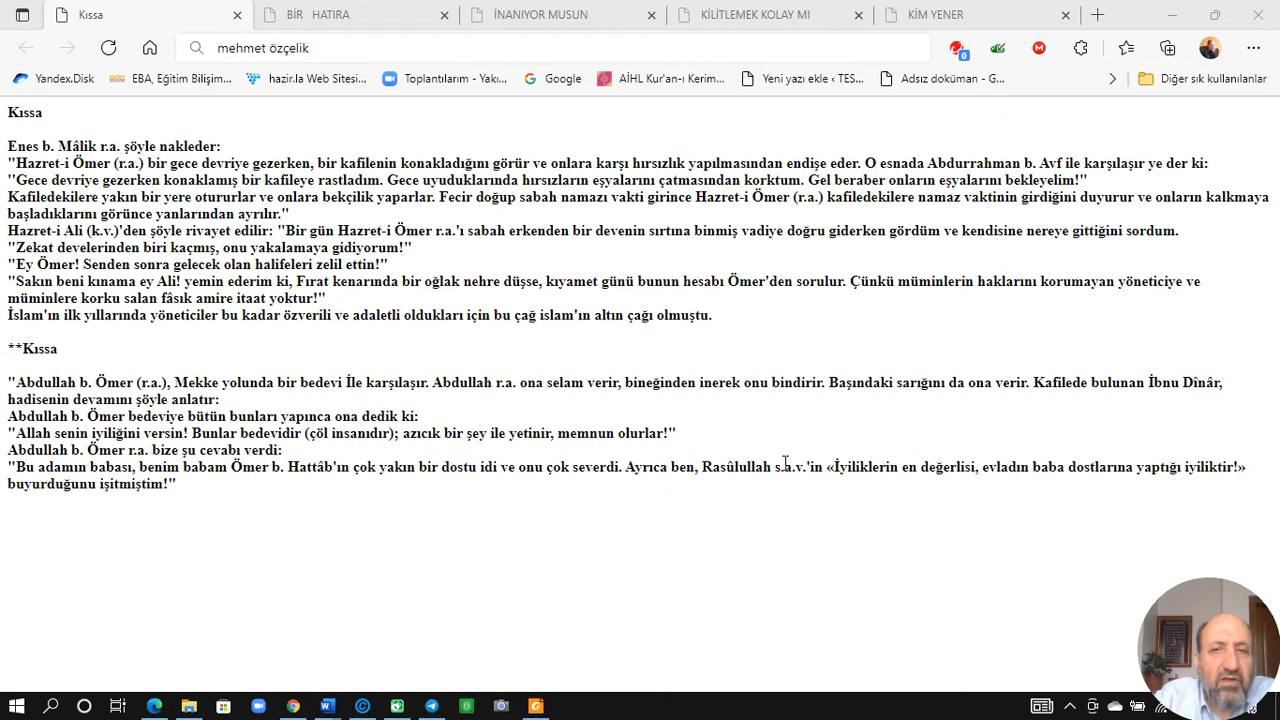 Kıssa
BİR HATIRA
İNANIYOR MUSUN
KİLİTLEMEK KOLAY MI
KİM YENER
mehmet özçelik
0
Yandex.Disk
EBA, Eğitim Bilişim...
hazir.la Web Sitesi...
Toplantılarım - Yakı...
Google
AİHL Kur'an-ı Kerim...
Yeni yazı ekle ‹ TES...
Adsız doküman - G...
Diğer sık kullanılanlar
Kıssa
Enes b. Mâlik r.a. şöyle nakleder:
"Hazret-i Ömer (r.a.) bir gece devriye gezerken, bir kafilenin konakladığını görür ve onlara karşı hırsızlık yapılmasından endişe eder. O esnada Abdurrahman b. Avf ile karşılaşır ye der ki:
"Gece devriye gezerken konaklamış bir kafileye rastladım. Gece uyuduklarında hırsızların eşyalarını çatmasından korktum. Gel beraber onların eşyalarını bekleyelim!"
Kafiledekilere yakın bir yere otururlar ve onlara bekçilik yaparlar. Fecir doğup sabah namazı vakti girince Hazret-i Ömer (r.a.) kafiledekilere namaz vaktinin girdiğini duyurur ve onların kalkmaya
başladıklarını görünce yanlarından ayrılır."
Hazret-i Ali (k.v.)'den şöyle rivayet edilir: "Bir gün Hazret-i Ömer r.a.'ı sabah erkenden bir devenin sırtına binmiş vadiye doğru giderken gördüm ve kendisine nereye gittiğini sordum.
"Zekat develerinden biri kaçmış, onu yakalamaya gidiyorum!"
"Ey Ömer! Senden sonra gelecek olan halifeleri zelil ettin!"
"Sakın beni kınama ey Ali! yemin ederim ki, Fırat kenarında bir oğlak nehre düşse, kıyamet günü bunun hesabı Ömer'den sorulur. Çünkü müminlerin haklarını korumayan yöneticiye ve
müminlere korku salan fâsık amire itaat yoktur!"
İslam'ın ilk yıllarında yöneticiler bu kadar özverili ve adaletli oldukları için bu çağ islam'ın altın çağı olmuştu.
**Kıssa
"Abdullah b. Ömer (r.a.), Mekke yolunda bir bedevi İle karşılaşır. Abdullah r.a. ona selam verir, bineğinden inerek onu bindirir. Başındaki sarığını da ona verir. Kafilede bulunan İbnu Dînâr,
hadisenin devamını şöyle anlatır:
Abdullah b. Ömer bedeviye bütün bunları yapınca ona dedik ki:
"Allah senin iyiliğini versin! Bunlar bedevidir (çöl insanıdır); azıcık bir şey ile yetinir, memnun olurlar!"
Abdullah b. Ömer r.a. bize şu cevabı verdi:
"Bu adamın babası, benim babam Ömer b. Hattâb'ın çok yakın bir dostu idi ve onu çok severdi. Ayrıca ben, Rasûlullah s.a.v.'in «İyiliklerin en değerlisi, evladın baba dostlarına yaptığı iyiliktir!»
buyurduğunu işitmiştim!"